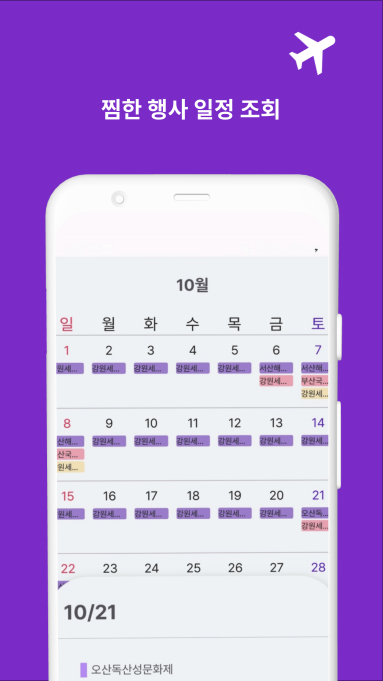 찜한 행사 일정 조회
10월
일 월 화 수 목 금 토
1 2 3 4 5 6 7
원세... 강원세... 강원세... 강원세... 강원세... 서산해... 서산해...
강원세... 부산국...
강원세...
8 9 10 11 12 13 14
산해... 강원세... 강원세... 강원세... 강원세... 강원세... 강원세...
산국...
원세...
15 16 17 18 19 20 21
원세... 강원세... 강원세... 강원세... 강원세... 강원세... 오산독...
강원세...
22 23 24 25 26 27 28
10/21
오산독산성문화제